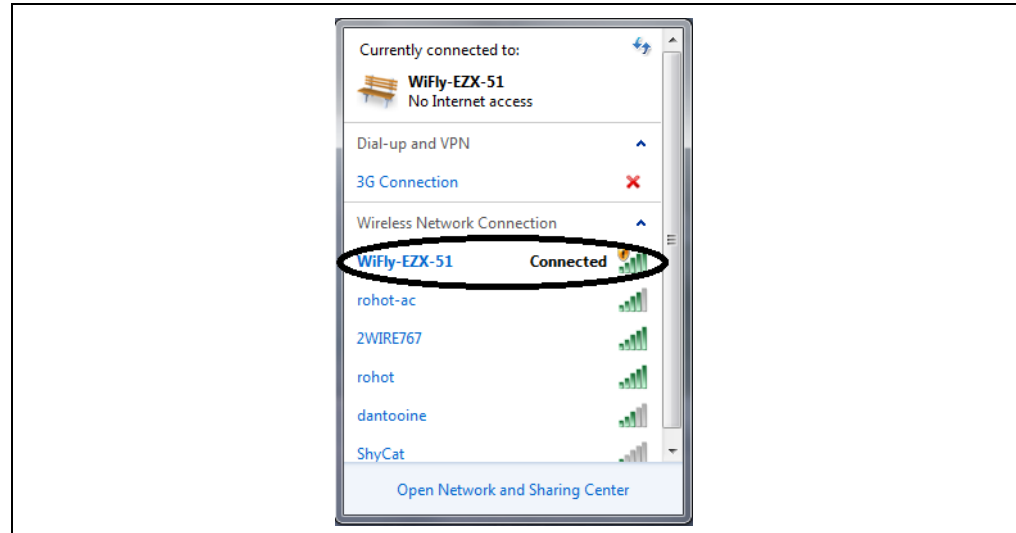 Currently connected to:
WiFly-EZX-51
No Internet access
Dial-up and VPN
3G Connection
Wireless Network Connection
WiFly-EZX-51 Connected
rohot-ac
2WIRE767
rohot
dantooine
ShyCat
Open Network and Sharing Center